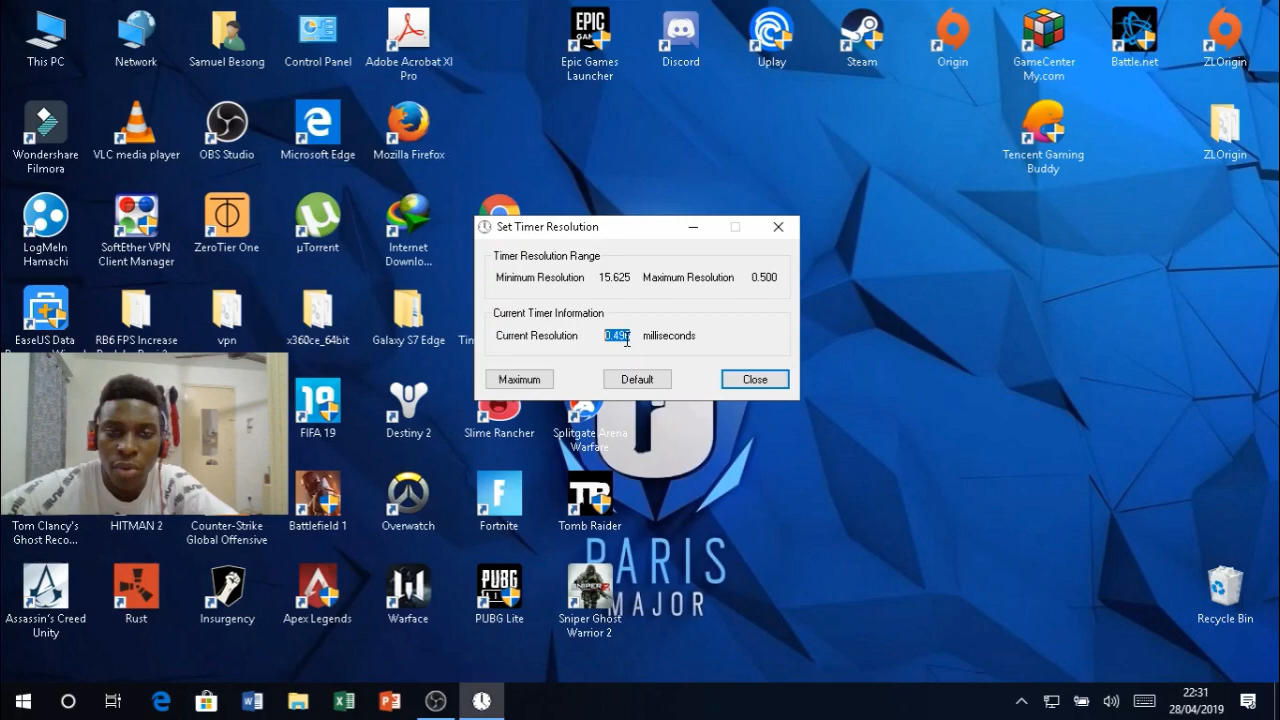 This PC
Network
Samuel Besong
Control Panel
Adobe Acrobat XI
Pro
EPIC
Epic Games
Launcher
Discord
Uplay
Steam
Origin
GameCenter
My.com
Battle.net
ZLOrigin
Wondershare
Filmora
VLC media player
OBS Studio
Microsoft Edge
Mozilla Firefox
Tencent Gaming
Buddy
ZLOrigin
LogMeIn
Hamachi
SoftEther VPN
Client Manager
ZeroTier One
µTorrent
Internet
Downlo...
Set Timer Resolution
Timer Resolution Range
Minimum Resolution 15.625 Maximum Resolution 0.500
Current Timer Information
Current Resolution milliseconds
Maximum Default Close
EaseUS Data
RB6 FPS Increase
vpn
x360ce_64bit
Galaxy S7 Edge
19
FIFA 19
Destiny 2
Slime Rancher
Splitgate Arena
Warfare
Tom Clancy's
Ghost Reco...
HITMAN 2
Counter-Strike
Global Offensive
Battlefield 1
Overwatch
F
Fortnite
TR
Tomb Raider
PARIS
MAJOR
Assassin's Creed
Unity
Rust
Insurgency
Apex Legends
Warface
PUBG
PUBG Lite
Sniper Ghost
Warrior 2
Recycle Bin
22:31
28/04/2019